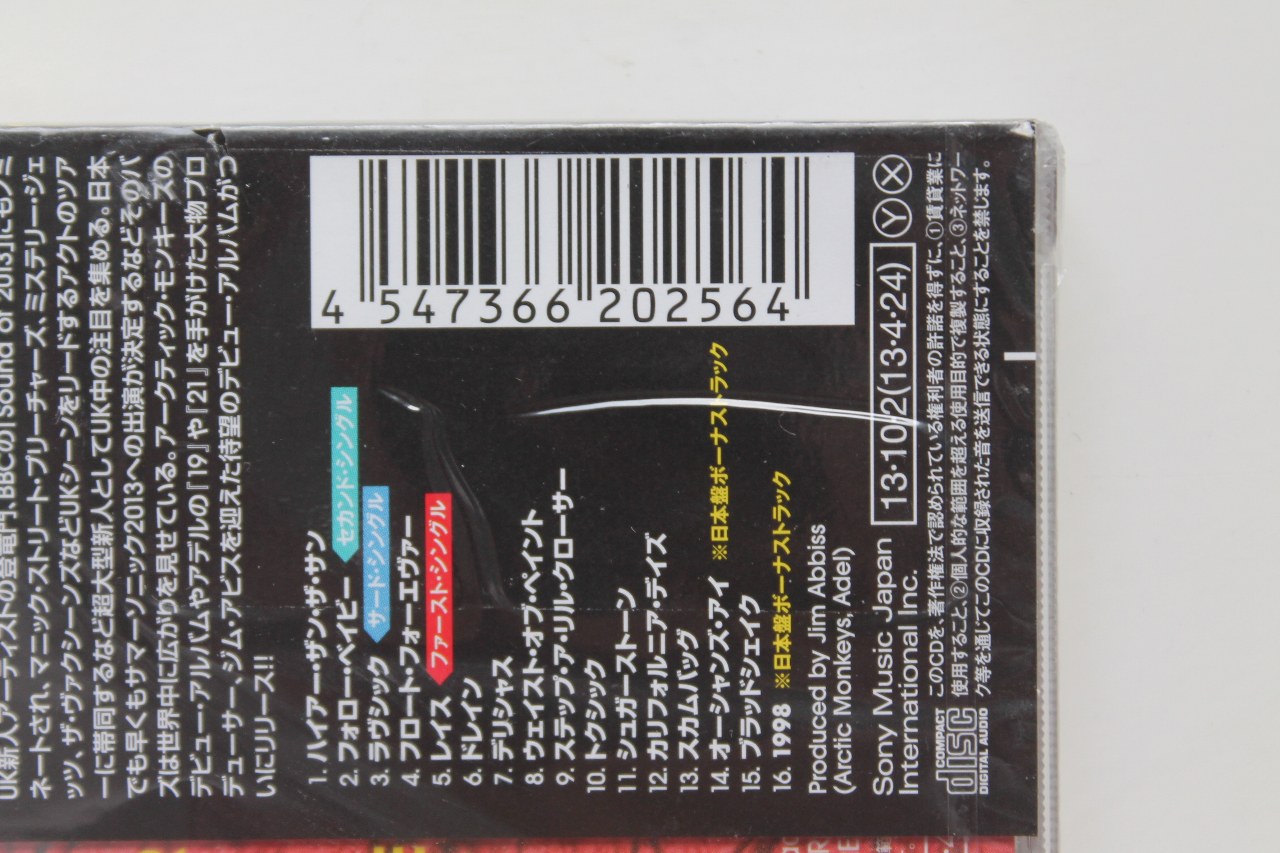 UK新人アーティストの登竜門、BBCの「Sound of 2013」にもノミ
ネートされ、マニック・ストリート・プリーチャーズ、ミステリー・ジェ
ッツ、ザ・ヴァクシーンズなどUKシーンをリードするアクトのツア
ーに帯同するなど超大型新人としてUK中の注目を集める。日本
でも早くもサマーソニック2013への出演が決定するなどそのバ
ズは世界中に広がりを見せている。アークティック・モンキーズの
デビュー・アルバムやアデルの『19』や『21』を手がけた大物プロ
デューサー、ジム・アビスを迎えた待望のデビュー・アルバムがつ
いにリリース!!
4 547366 202564
1. ハイアー・ザン・ザ・サン
2. フォロー・ベイビー セカンド・シングル
3. ラヴシック サード・シングル
4. フロート・フォーエヴァー
5. レイス ファースト・シングル
6. ドレイン
7. デリシャス
8. ウェイスト・オブ・ペイント
9. ステップ・ア・リル・クローサー
10. トクシック
11. シュガーストーン
12. カリフォルニア・デイズ
13. スカムバッグ
14. オーシャンズ・アイ ※日本盤ボーナストラック
15. ブラッドシェイク
16. 1998 ※日本盤ボーナストラック
Produced by Jim Abbiss
(Arctic Monkeys, Adel)
Sony Music Japan
International Inc.
13·10·2(13·4·24) Ⓨ Ⓧ
COMPACT
disc
DIGITAL AUDIO
このCDを、著作権法で認められている権利者の許諾を得ずに、①賃貸業に
使用すること、②個人的な範囲を超える使用目的で複製すること、③ネットワー
ク等を通じてこのCDに収録された音を送信できる状態にすることを禁じます。